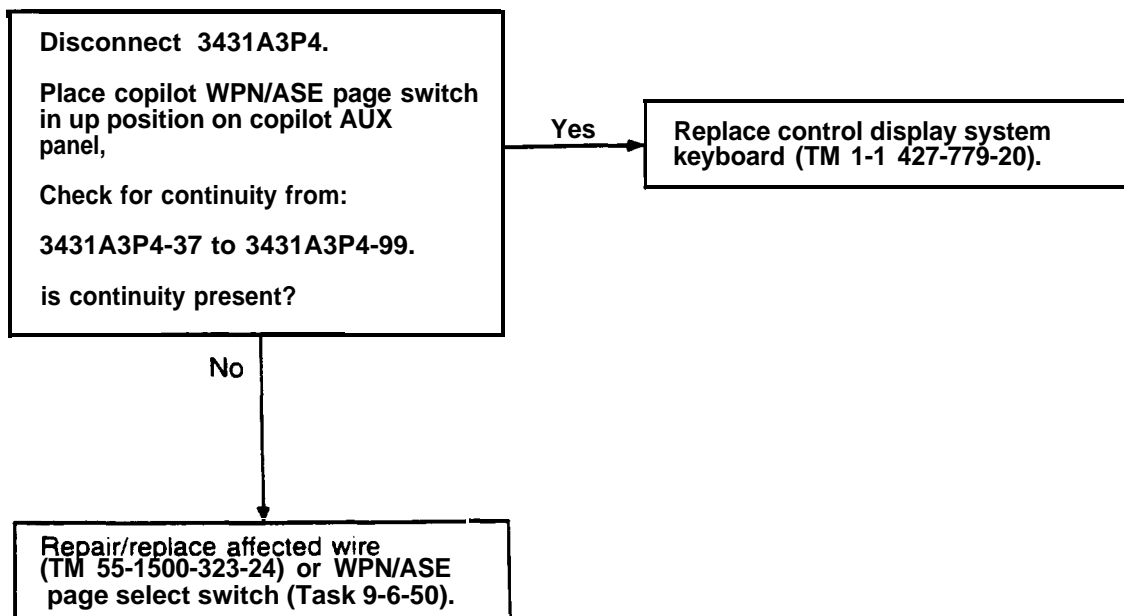 Disconnect 3431A3P4.
Place copilot WPN/ASE page switch
in up position on copilot AUX
panel,
Check for continuity from:
3431A3P4-37 to 3431A3P4-99.
is continuity present?
Yes
Replace control display system
keyboard (TM 1-1 427-779-20).
No
Repair/replace affected wire
(TM 55-1500-323-24) or WPN/ASE
page select switch (Task 9-6-50).